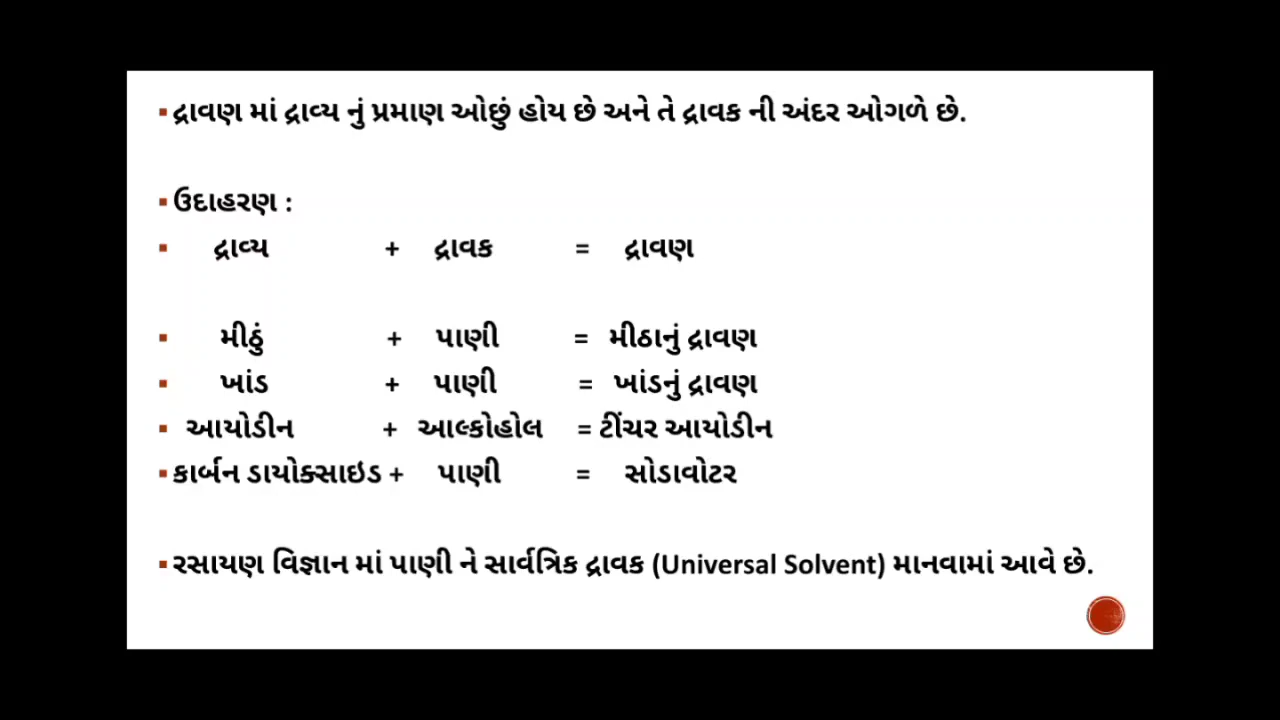 ▪દ્રાવણ માં દ્રાવ્ય નું પ્રમાણ ઓછું હોય છે અને તે દ્રાવક ની અંદર ઓગળે છે.
▪ઉદાહરણ :
▪ દ્રાવ્ય + દ્રાવક = દ્રાવણ
▪ મીઠું + પાણી = મીઠાનું દ્રાવણ
▪ ખાંડ + પાણી = ખાંડનું દ્રાવણ
▪ આયોડીન + આલ્કોહોલ = ટીંચર આયોડીન
▪કાર્બન ડાયોક્સાઇડ + પાણી = સોડાવોટર
▪રસાયણ વિજ્ઞાન માં પાણી ને સાર્વત્રિક દ્રાવક (Universal Solvent) માનવામાં આવે છે.